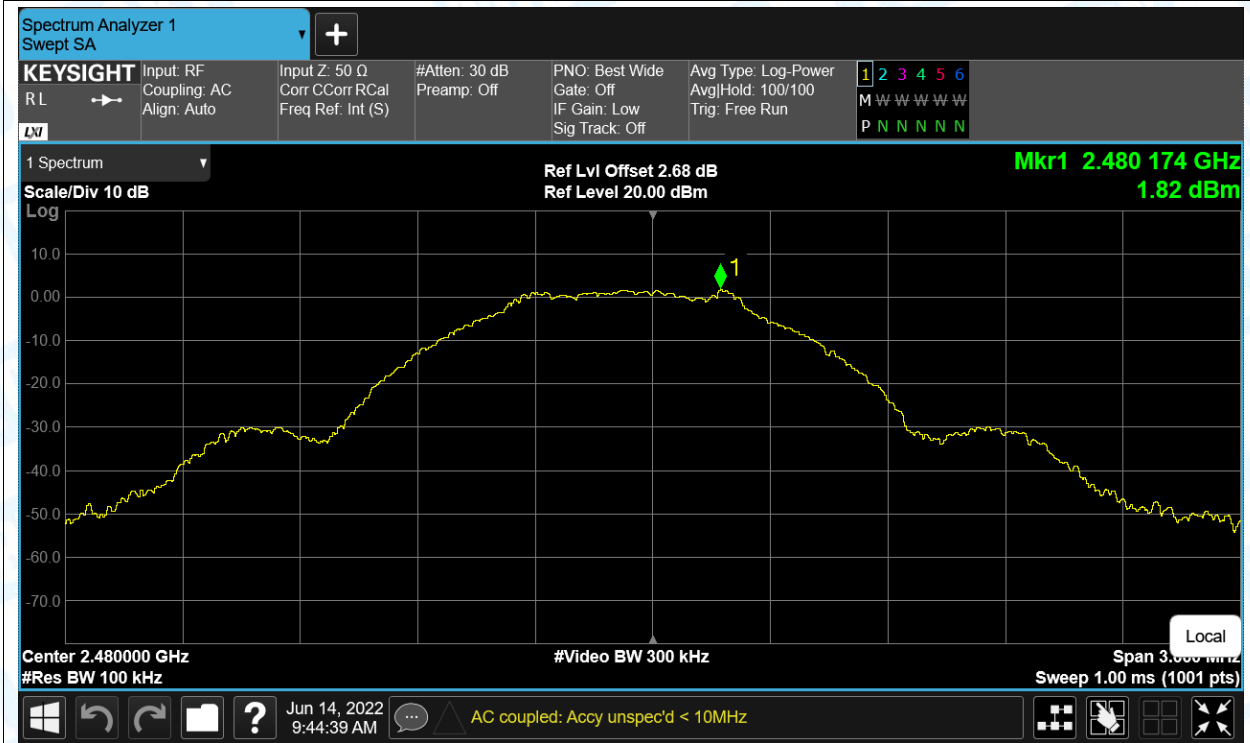 Spectrum Analyzer 1
Swept SA
KEYSIGHT
R L
LXI
Input: RF
Coupling: AC
Align: Auto
Input Z: 50 Ω
Corr CCorr RCal
Freq Ref: Int (S)
#Atten: 30 dB
Preamp: Off
PNO: Best Wide
Gate: Off
IF Gain: Low
Sig Track: Off
Avg Type: Log-Power
Avg|Hold: 100/100
Trig: Free Run
1 2 3 4 5 6
M W W W W W
P N N N N N
1 Spectrum
Scale/Div 10 dB
Ref Lvl Offset 2.68 dB
Ref Level 20.00 dBm
Mkr1 2.480 174 GHz
1.82 dBm
Log
10.0
0.00
-10.0
-20.0
-30.0
-40.0
-50.0
-60.0
-70.0
1
Local
Center 2.480000 GHz
#Res BW 100 kHz
#Video BW 300 kHz
Span 3.000 MHz
Sweep 1.00 ms (1001 pts)
Jun 14, 2022
9:44:39 AM
AC coupled: Accy unspec'd < 10MHz